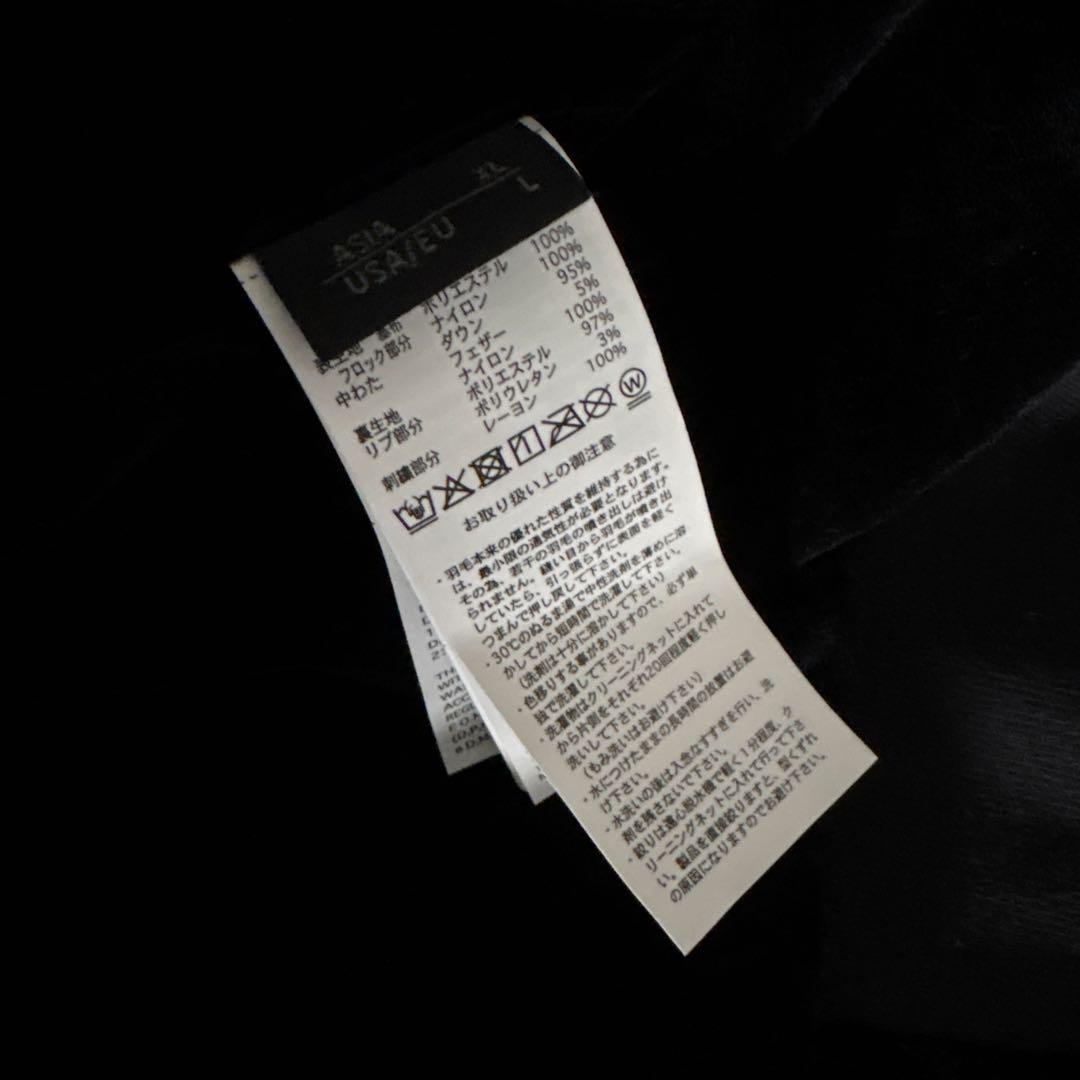 ASIA XL
USA/EU L
表生地 基布 ポリエステル 100%
フロック部分 ナイロン 100%
中わた ダウン 95%
フェザー 5%
裏生地 ナイロン 100%
リブ部分 ポリエステル 97%
ポリウレタン 3%
刺繍部分 レーヨン 100%
W
お取り扱い上の御注意
・羽毛本来の優れた性質を維持する為に
は、最小限の通気性が必要となります。
その為、若干の羽毛の噴き出しは避け
られません。縫い目から羽毛が噴き出
していたら、引っ張らずに表面を軽く
つまんで押し戻して下さい。
・30℃のぬるま湯で中性洗剤を薄めに溶
かしてから短時間で洗濯して下さい。
(洗剤は十分に溶かして下さい)
・色移りする事がありますので、必ず単
独で洗濯して下さい。
・洗濯物はクリーニングネットに入れて
から片側をそれぞれ20回程度軽く押し
洗いして下さい。
(もみ洗いはお避け下さい)
・水につけたままの長時間の放置はお避
け下さい。
・水洗いの後は入念なすすぎを行い、洗
剤を残さないで下さい。
・絞りは遠心脱水槽で軽く1分程度、ク
リーニングネットに入れて行って下さ
い。製品を直接絞りますと、型くずれ
の原因になりますのでお避け下さい。
TH
WIT
WA
ACC
REG
F.O.